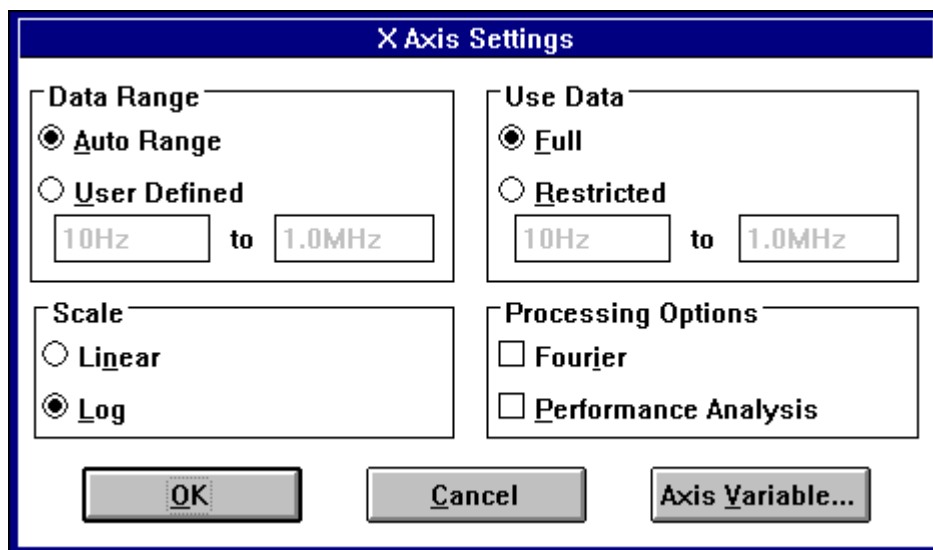 X Axis Settings
Data Range
Auto Range
User Defined
10Hz to 1.0MHz
Use Data
Full
Restricted
10Hz to 1.0MHz
Scale
Linear
Log
Processing Options
Fourier
Performance Analysis
OK Cancel Axis Variable...